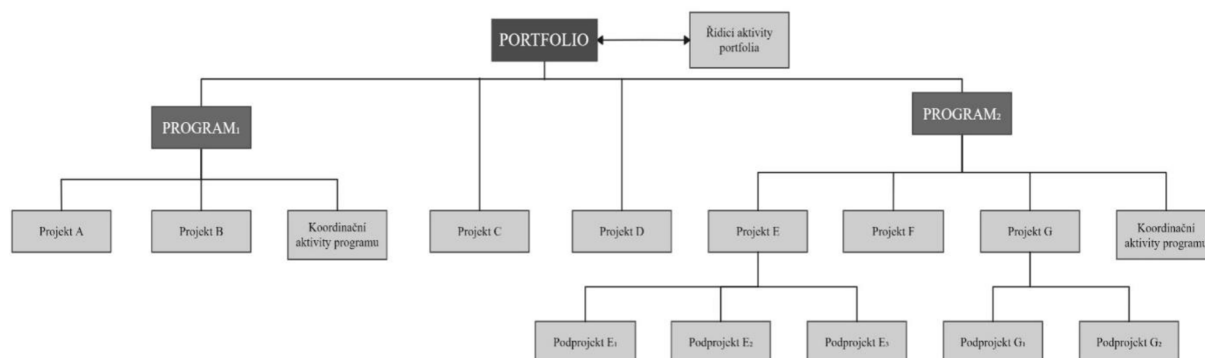 PORTFOLIO
Řídicí aktivity
portfolia
PROGRAM₁
PROGRAM₂
Projekt A
Projekt B
Koordinační
aktivity programu
Projekt C
Projekt D
Projekt E
Projekt F
Projekt G
Koordinační
aktivity programu
Podprojekt E₁
Podprojekt E₂
Podprojekt E₃
Podprojekt G₁
Podprojekt G₂